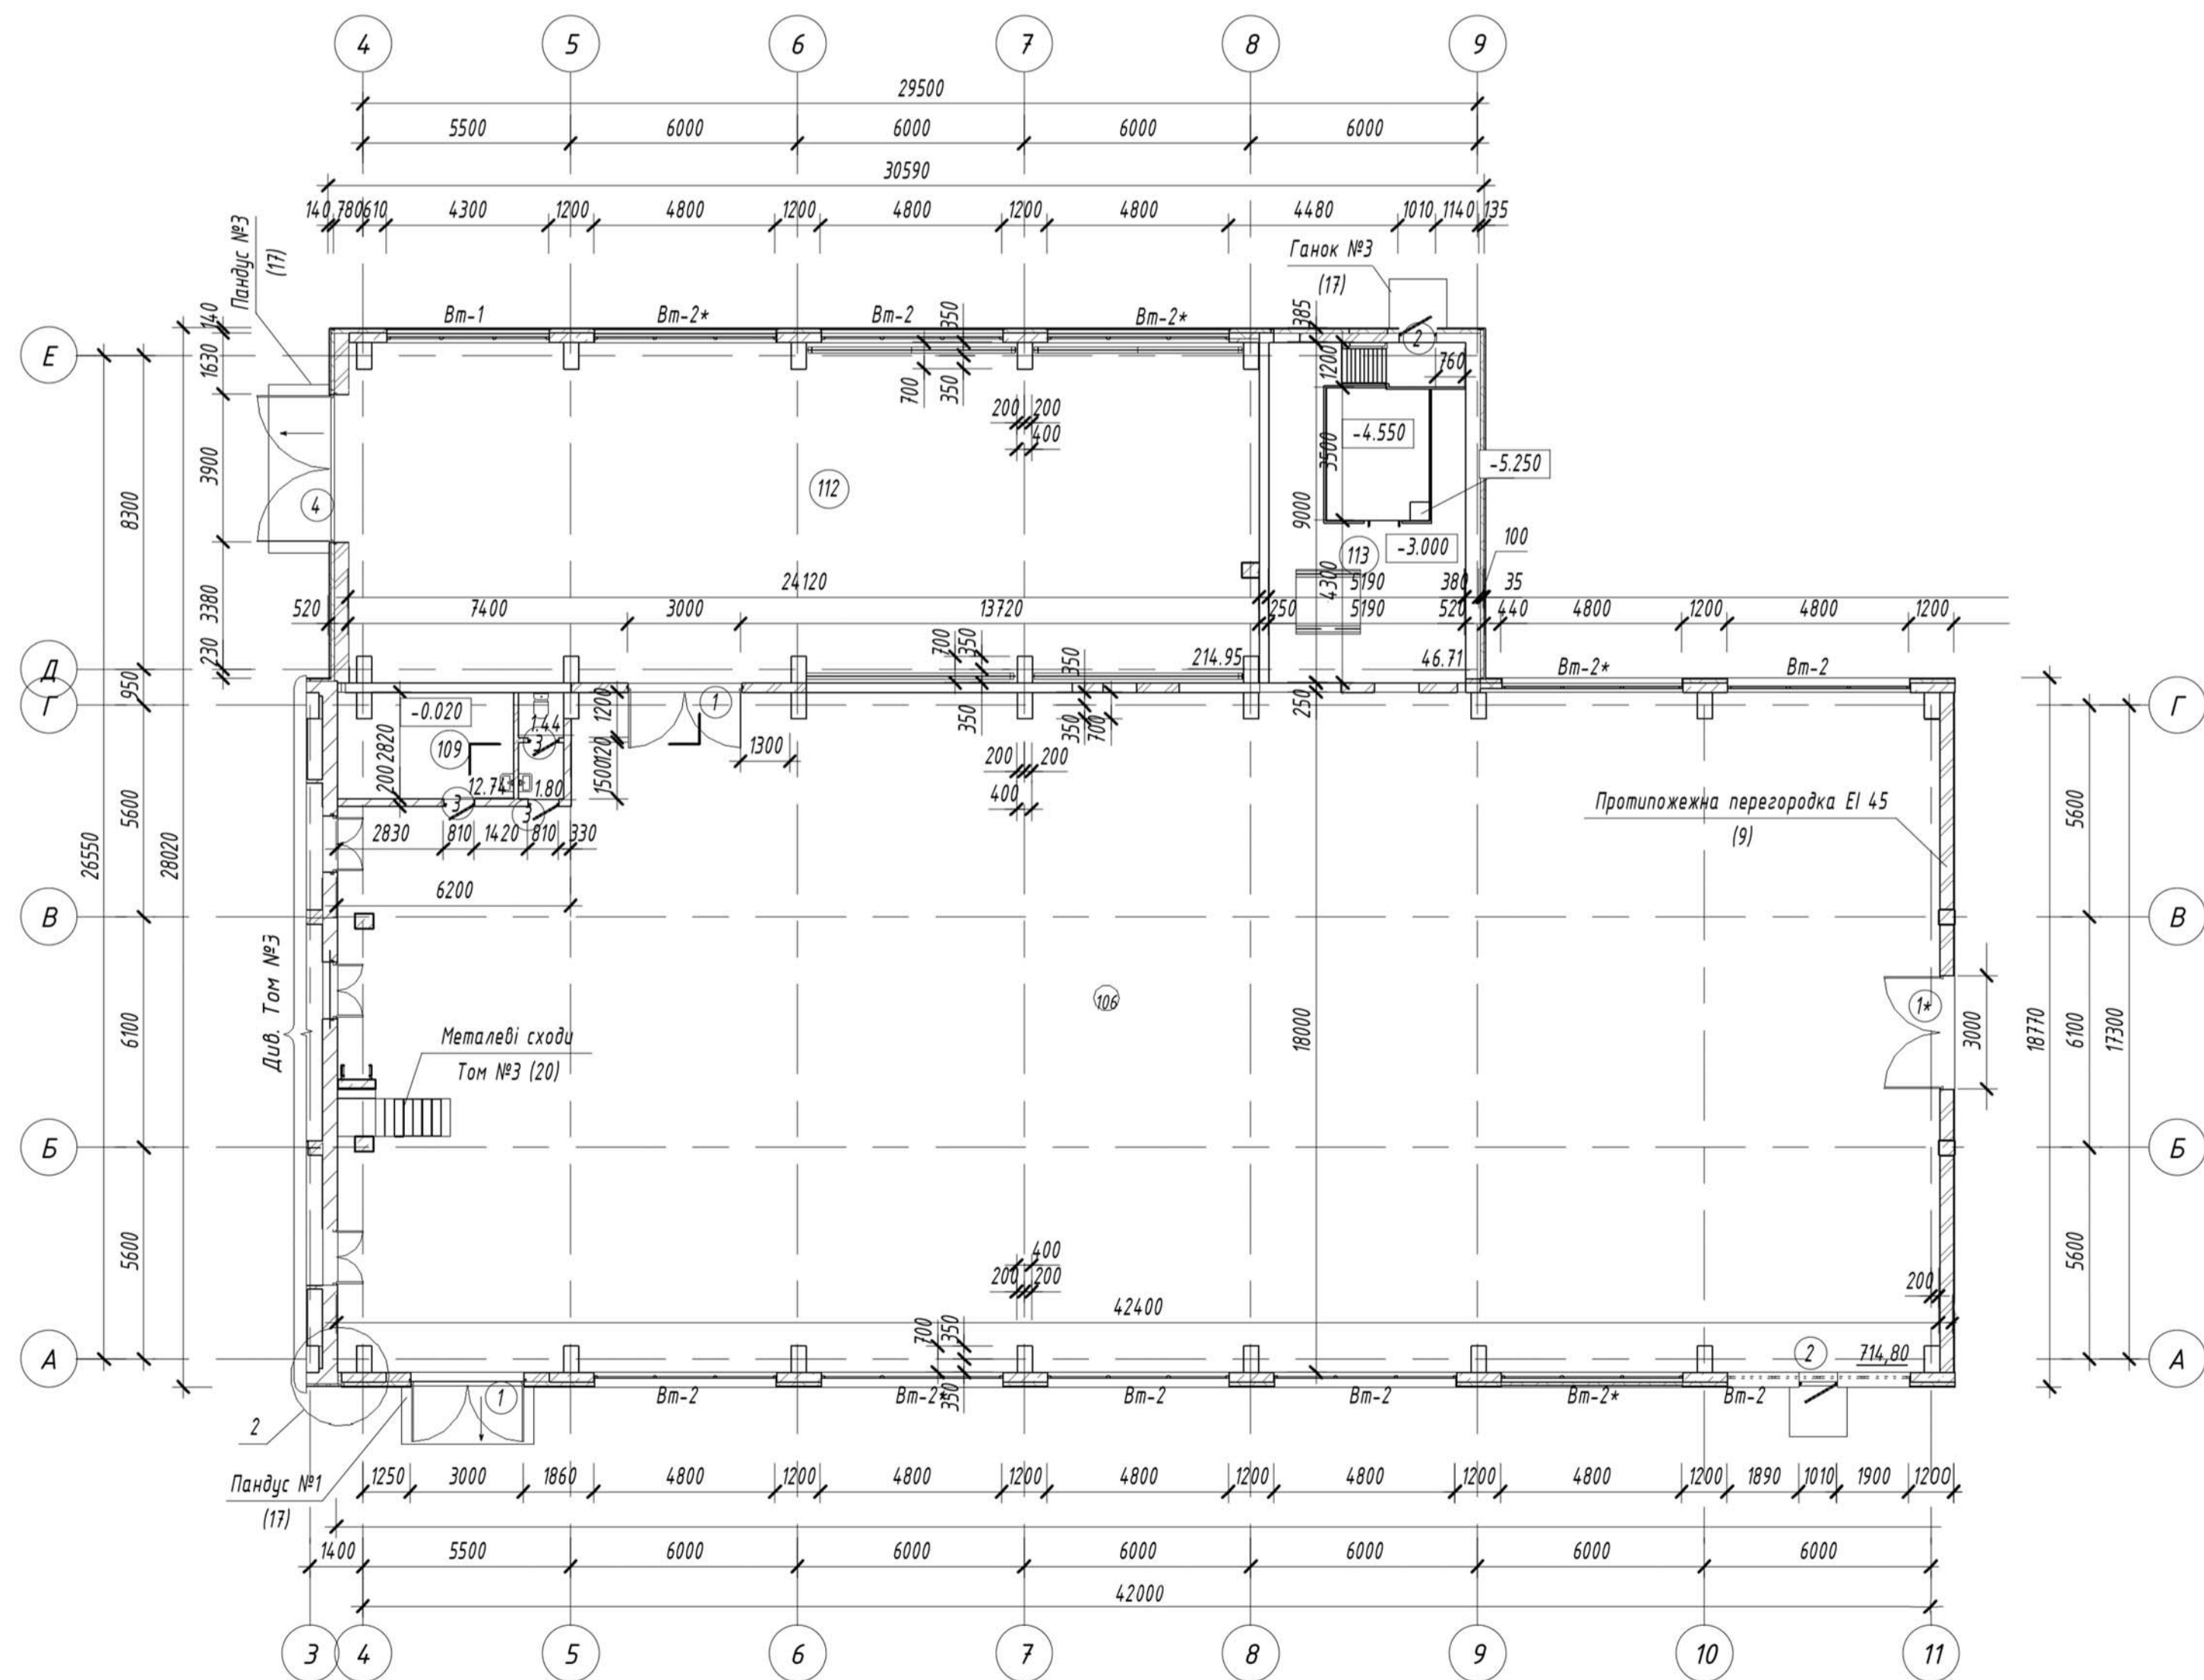 4 5 6 7 8 9
29500
5500 6000 6000 6000 6000
30590
140 780 610 4300 1200 4800 1200 4800 1200 4800 4480 1010 1140 135
Пандус №3
(17)
Ганок №3
(17)
Вт-1 Вт-2* Вт-2 Вт-2*
350 385
140
Е
1630
700 350
1200 2 760
200 200
400
-4.550
3500
-5.250
3900
8300
4
112
9000
113 -3.000
100
4300
24120 5190 380 35
3380
520 7400 3000 13720 250 5190 520 440 4800 1200 4800 1200
230
700 350 350
214.95 46.71
Вт-2* Вт-2
Д
950
Г
-0.020
1.44
1200
1
350 350 700
250
Г
109
3
2820
120
1300
200 200
12.74 1.80
200
1500
3 3
400
Протипожежна перегородка ЕІ 45
(9)
2830 810 1420 810 330
5600
5600
26550
28020
6200
В
В
Див. Том №3
106
1*
3000
18000
6100
Металеві сходи
Том №3 (20)
18770
6100
17300
Б
Б
5600
400
200 200
200
5600
42400
700 350
А
2 714,80
А
1
Вт-2 Вт-2* Вт-2 Вт-2 Вт-2* Вт-2
350
2
Пандус №1
(17)
1250 3000 1860 4800 1200 4800 1200 4800 1200 4800 1200 4800 1200 1890 1010 1900 1200
1400 5500 6000 6000 6000 6000 6000 6000
42000
3 4 5 6 7 8 9 10 11